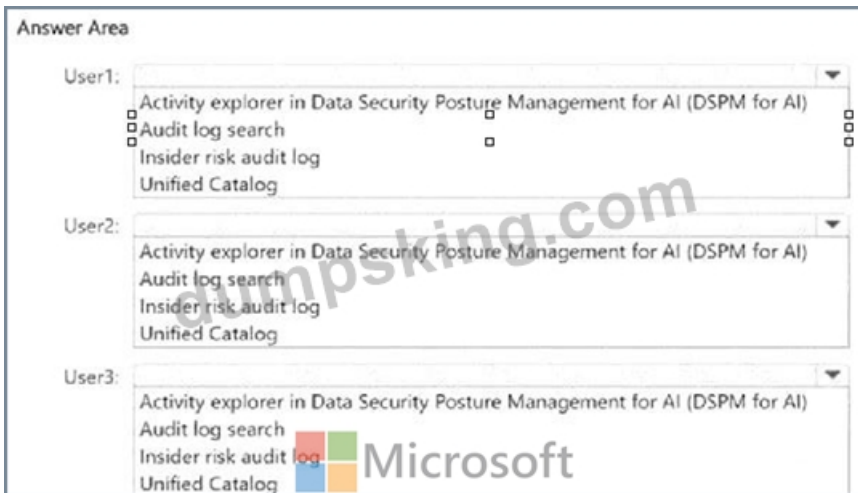 Answer Area
User1:
Activity explorer in Data Security Posture Management for AI (DSPM for AI)
Audit log search
Insider risk audit log
Unified Catalog
User2:
Activity explorer in Data Security Posture Management for AI (DSPM for AI)
Audit log search
Insider risk audit log
Unified Catalog
dumpsking.com
User3:
Activity explorer in Data Security Posture Management for AI (DSPM for AI)
Audit log search
Insider risk audit log
Unified Catalog
Microsoft